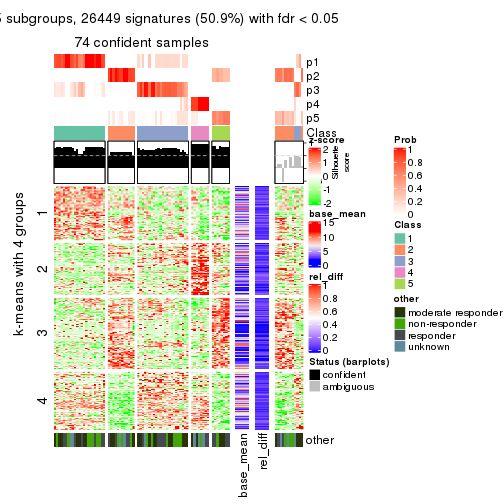 5 subgroups, 26449 signatures (50.9%) with fdr < 0.05
74 confident samples
p1
p2
p3
p4
p5
Class
k-means with 4 groups
1
2
3
4
Silhouette
score
base_mean
rel_diff
other
z-score
2
1
0
-1
-2
base_mean
15
10
5
0
rel_diff
1
0.8
0.6
0.4
0.2
0
Status (barplots)
confident
ambiguous
Prob
1
0.8
0.6
0.4
0.2
0
Class
1
2
3
4
5
other
moderate responder
non-responder
responder
unknown